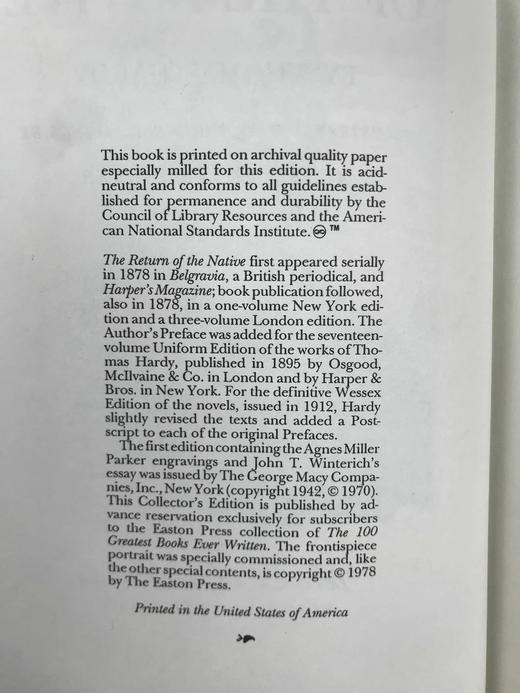 This book is printed on archival quality paper
especially milled for this edition. It is acid-
neutral and conforms to all guidelines estab-
lished for permanence and durability by the
Council of Library Resources and the Ameri-
can National Standards Institute. ♾ ™
The Return of the Native first appeared serially
in 1878 in Belgravia, a British periodical, and
Harper's Magazine; book publication followed,
also in 1878, in a one-volume New York edi-
tion and a three-volume London edition. The
Author's Preface was added for the seventeen-
volume Uniform Edition of the works of Tho-
mas Hardy, published in 1895 by Osgood,
McIlvaine & Co. in London and by Harper &
Bros. in New York. For the definitive Wessex
Edition of the novels, issued in 1912, Hardy
slightly revised the texts and added a Post-
script to each of the original Prefaces.
The first edition containing the Agnes Miller
Parker engravings and John T. Winterich's
essay was issued by The George Macy Compa-
nies, Inc., New York (copyright 1942, © 1970).
This Collector's Edition is published by ad-
vance reservation exclusively for subscribers
to the Easton Press collection of The 100
Greatest Books Ever Written. The frontispiece
portrait was specially commissioned and, like
the other special contents, is copyright © 1978
by The Easton Press.
Printed in the United States of America